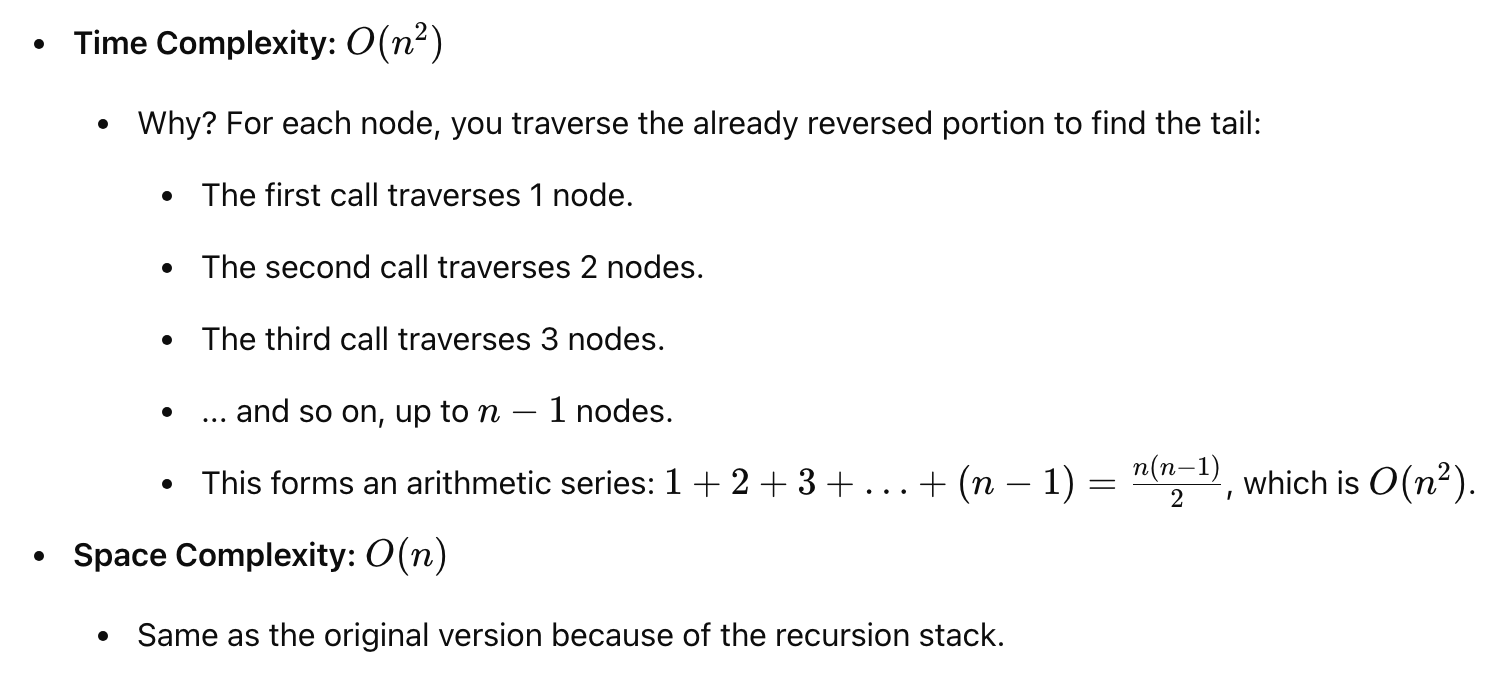 • Time Complexity: O(n²)
• Why? For each node, you traverse the already reversed portion to find the tail:
• The first call traverses 1 node.
• The second call traverses 2 nodes.
• The third call traverses 3 nodes.
• ... and so on, up to n − 1 nodes.
• This forms an arithmetic series: 1 + 2 + 3 + ... + (n − 1) = n(n−1)/2, which is O(n²).
• Space Complexity: O(n)
• Same as the original version because of the recursion stack.